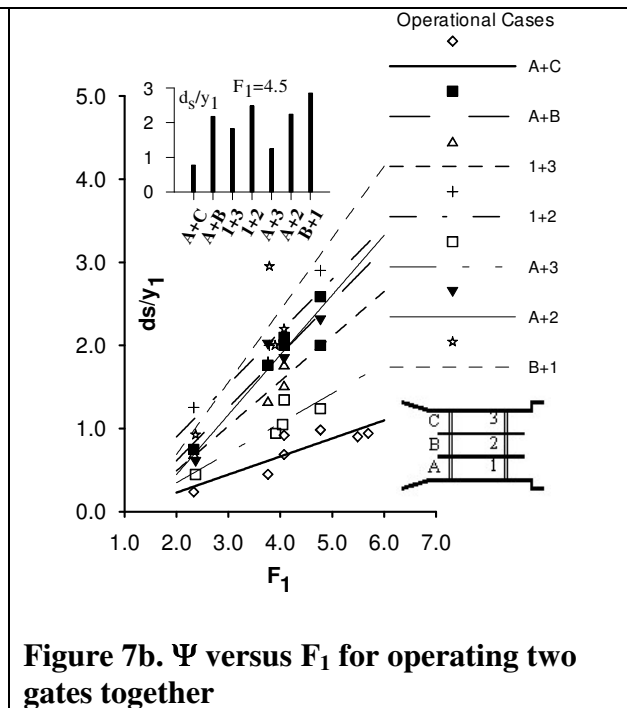 Operational Cases
A+C
A+B
1+3
1+2
A+3
A+2
B+1
5.0
4.0
3.0
2.0
1.0
0.0
ds/y1
1.0 2.0 3.0 4.0 5.0 6.0 7.0
F1
3
2
1
0
ds/y1
F1=4.5
A+C
A+B
1+3
1+2
A+3
A+2
B+1
C 3
B 2
A 1
Figure 7b. Ψ versus F1 for operating two
gates together